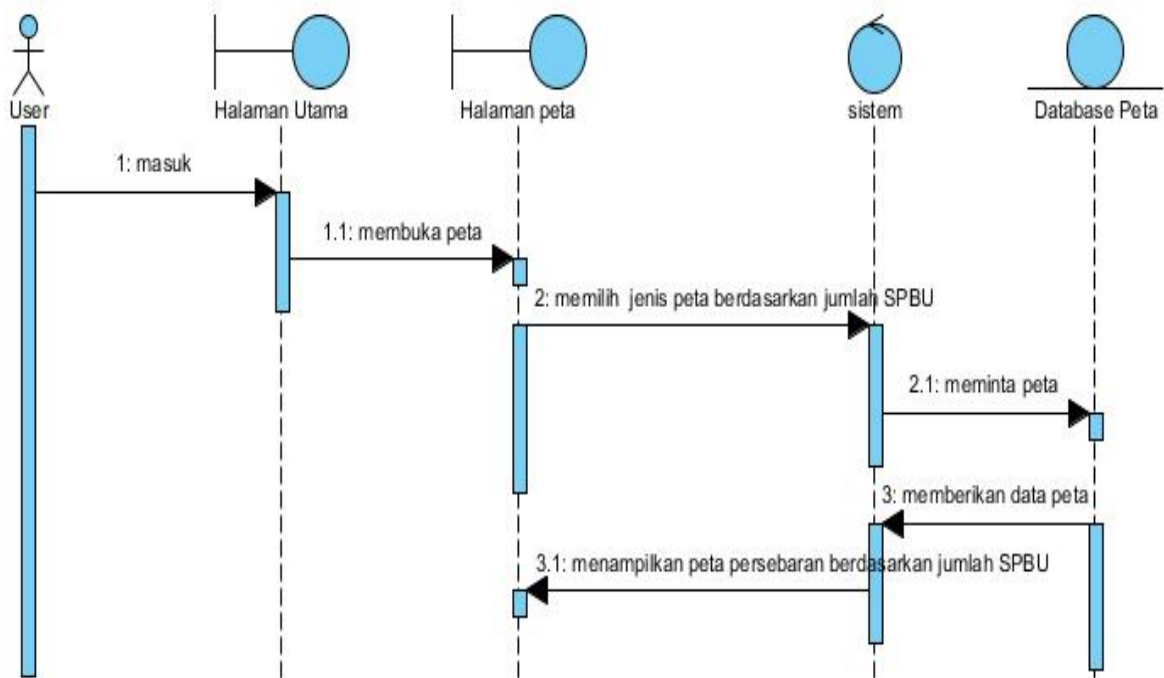 User
Halaman Utama
Halaman peta
sistem
Database Peta
1: masuk
1.1: membuka peta
2: memilih jenis peta berdasarkan jumlah SPBU
2.1: meminta peta
3: memberikan data peta
3.1: menampilkan peta persebaran berdasarkan jumlah SPBU